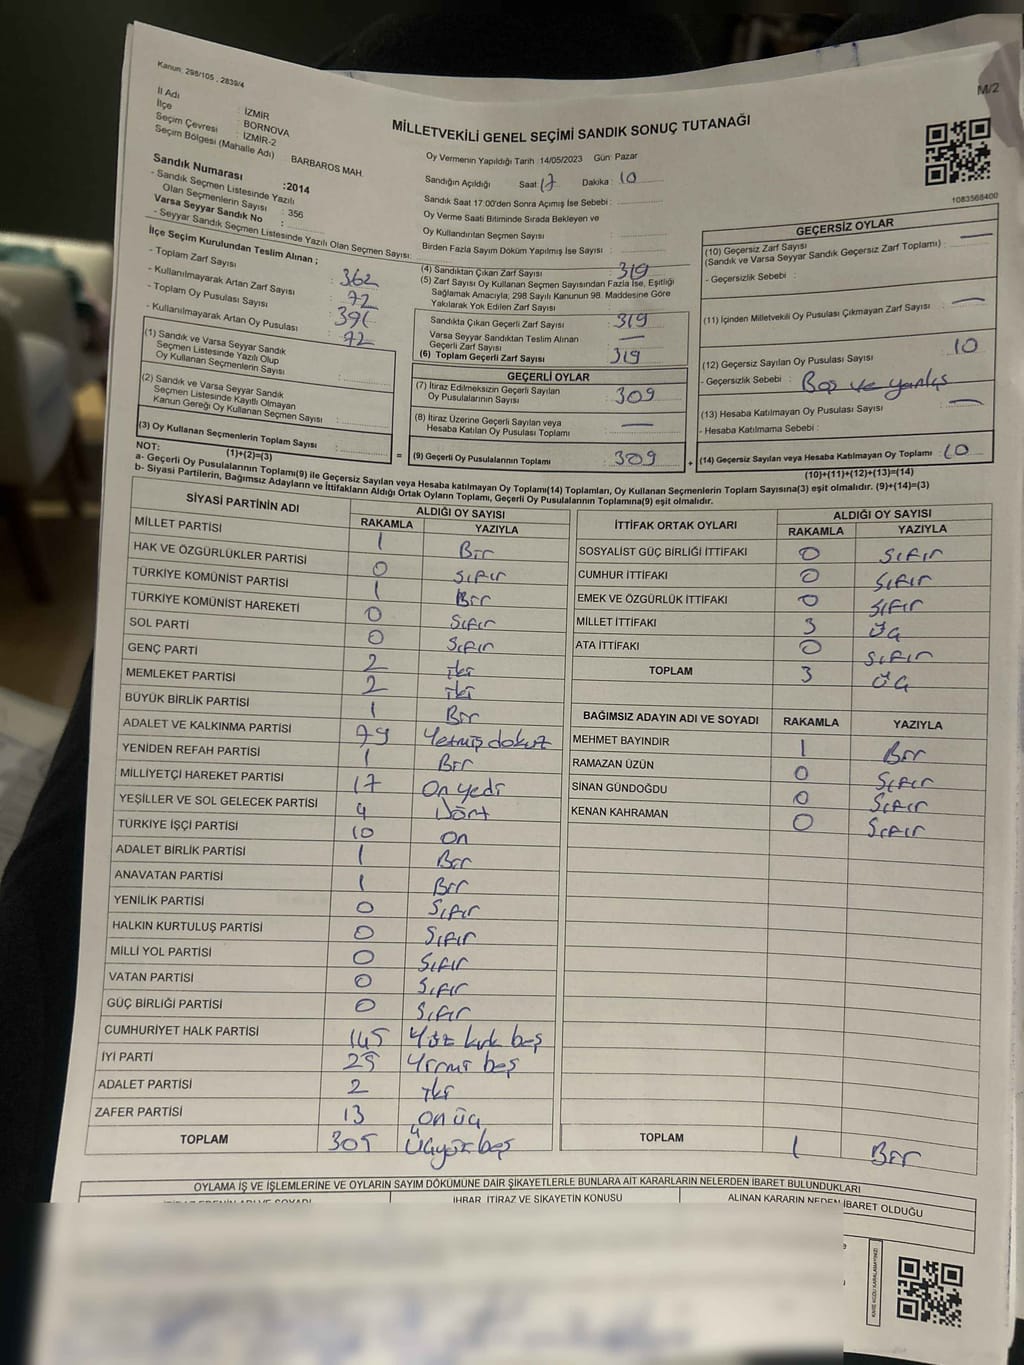 Kanun: 298/105 , 2839/4
M/2
İl Adı : İZMİR
İlçe : BORNOVA
Seçim Çevresi : İZMİR-2
Seçim Bölgesi (Mahalle Adı) BARBAROS MAH.
MİLLETVEKİLİ GENEL SEÇİMİ SANDIK SONUÇ TUTANAĞI
1083568400
Sandık Numarası : 2014
- Sandık Seçmen Listesinde Yazılı
Olan Seçmenlerin Sayısı : 356
Varsa Seyyar Sandık No :
- Seyyar Sandık Seçmen Listesinde Yazılı Olan Seçmen Sayısı:
İlçe Seçim Kurulundan Teslim Alınan ;
- Toplam Zarf Sayısı : 362
- Kullanılmayarak Artan Zarf Sayısı : 72
- Toplam Oy Pusulası Sayısı
- Kullanılmayarak Artan Oy Pusulası : 72
(1) Sandık ve Varsa Seyyar Sandık
Seçmen Listesinde Yazılı Olup
Oy Kullanan Seçmenlerin Sayısı :
(2) Sandık ve Varsa Seyyar Sandık
Seçmen Listesinde Kayıtlı Olmayan
Kanun Gereği Oy Kullanan Seçmen Sayısı :
(3) Oy Kullanan Seçmenlerin Toplam Sayısı :
(1)+(2)=(3)
Oy Vermenin Yapıldığı Tarih : 14/05/2023 Gün: Pazar
Sandığın Açıldığı Saat 17 Dakika : 10
Sandık Saat 17.00'den Sonra Açılmış İse Sebebi :
Oy Verme Saati Bitiminde Sırada Bekleyen ve
Oy Kullandırılan Seçmen Sayısı :
Birden Fazla Sayım Döküm Yapılmış İse Sayısı :
(4) Sandıktan Çıkan Zarf Sayısı : 319
(5) Zarf Sayısı Oy Kullanan Seçmen Sayısından Fazla İse, Eşitliği
Sağlamak Amacıyla, 298 Sayılı Kanunun 98. Maddesine Göre
Yakılarak Yok Edilen Zarf Sayısı :
Sandıkta Çıkan Geçerli Zarf Sayısı : 319
Varsa Seyyar Sandıktan Teslim Alınan
Geçerli Zarf Sayısı : —
(6) Toplam Geçerli Zarf Sayısı : 319
GEÇERLİ OYLAR
(7) İtiraz Edilmeksizin Geçerli Sayılan
Oy Pusulalarının Sayısı : 309
(8) İtiraz Üzerine Geçerli Sayılan veya
Hesaba Katılan Oy Pusulası Toplamı : —
= (9) Geçerli Oy Pusulalarının Toplamı : 309
GEÇERSİZ OYLAR
(10) Geçersiz Zarf Sayısı
(Sandık ve Varsa Seyyar Sandık Geçersiz Zarf Toplamı) : —
- Geçersizlik Sebebi :
(11) İçinden Milletvekili Oy Pusulası Çıkmayan Zarf Sayısı : —
(12) Geçersiz Sayılan Oy Pusulası Sayısı : 10
- Geçersizlik Sebebi : Boş ve yanlış
(13) Hesaba Katılmayan Oy Pusulası Sayısı : —
- Hesaba Katılmama Sebebi :
+ (14) Geçersiz Sayılan veya Hesaba Katılmayan Oy Toplamı : 10
(10)+(11)+(12)+(13)=(14)
NOT:
a- Geçerli Oy Pusulalarının Toplamı(9) ile Geçersiz Sayılan veya Hesaba katılmayan Oy Toplamı(14) Toplamları, Oy Kullanan Seçmenlerin Toplam Sayısına(3) eşit olmalıdır. (9)+(14)=(3)
b- Siyasi Partilerin, Bağımsız Adayların ve İttifakların Aldığı Ortak Oyların Toplamı, Geçerli Oy Pusulalarının Toplamına(9) eşit olmalıdır.
SİYASİ PARTİNİN ADI ALDIĞI OY SAYISI
RAKAMLA YAZIYLA
MİLLET PARTİSİ 1 Bir
HAK VE ÖZGÜRLÜKLER PARTİSİ 0 Sıfır
TÜRKİYE KOMÜNİST PARTİSİ 1 Bir
TÜRKİYE KOMÜNİST HAREKETİ 0 Sıfır
SOL PARTİ 0 Sıfır
GENÇ PARTİ 2 iki
MEMLEKET PARTİSİ 2 iki
BÜYÜK BİRLİK PARTİSİ 1 Bir
ADALET VE KALKINMA PARTİSİ 79 Yetmiş dokuz
YENİDEN REFAH PARTİSİ 1 Bir
MİLLİYETÇİ HAREKET PARTİSİ 17 On yedi
YEŞİLLER VE SOL GELECEK PARTİSİ 4 Dört
TÜRKİYE İŞÇİ PARTİSİ 10 On
ADALET BİRLİK PARTİSİ 1 Bir
ANAVATAN PARTİSİ 1 Bir
YENİLİK PARTİSİ 0 Sıfır
HALKIN KURTULUŞ PARTİSİ 0 Sıfır
MİLLİ YOL PARTİSİ 0 Sıfır
VATAN PARTİSİ 0 Sıfır
GÜÇ BİRLİĞİ PARTİSİ 0 Sıfır
CUMHURİYET HALK PARTİSİ 145 Yüz kırk beş
İYİ PARTİ 25 Yirmi beş
ADALET PARTİSİ 2 iki
ZAFER PARTİSİ 13 On üç
TOPLAM 305 Üçyüz beş
İTTİFAK ORTAK OYLARI ALDIĞI OY SAYISI
RAKAMLA YAZIYLA
SOSYALİST GÜÇ BİRLİĞİ İTTİFAKI 0 Sıfır
CUMHUR İTTİFAKI 0 Sıfır
EMEK VE ÖZGÜRLÜK İTTİFAKI 0 Sıfır
MİLLET İTTİFAKI 3 Üç
ATA İTTİFAKI 0 Sıfır
TOPLAM 3 Üç
BAĞIMSIZ ADAYIN ADI VE SOYADI RAKAMLA YAZIYLA
MEHMET BAYINDIR 1 Bir
RAMAZAN ÜZÜN 0 Sıfır
SİNAN GÜNDOĞDU 0 Sıfır
KENAN KAHRAMAN 0 Sıfır
TOPLAM 1 Bir
OYLAMA İŞ VE İŞLEMLERİNE VE OYLARIN SAYIM DÖKÜMÜNE DAİR ŞİKAYETLERLE BUNLARA AİT KARARLARIN NELERDEN İBARET BULUNDUKLARI
İHBAR, İTİRAZ VE ŞİKAYETİN KONUSU ALINAN KARARIN NEDEN İBARET OLDUĞU